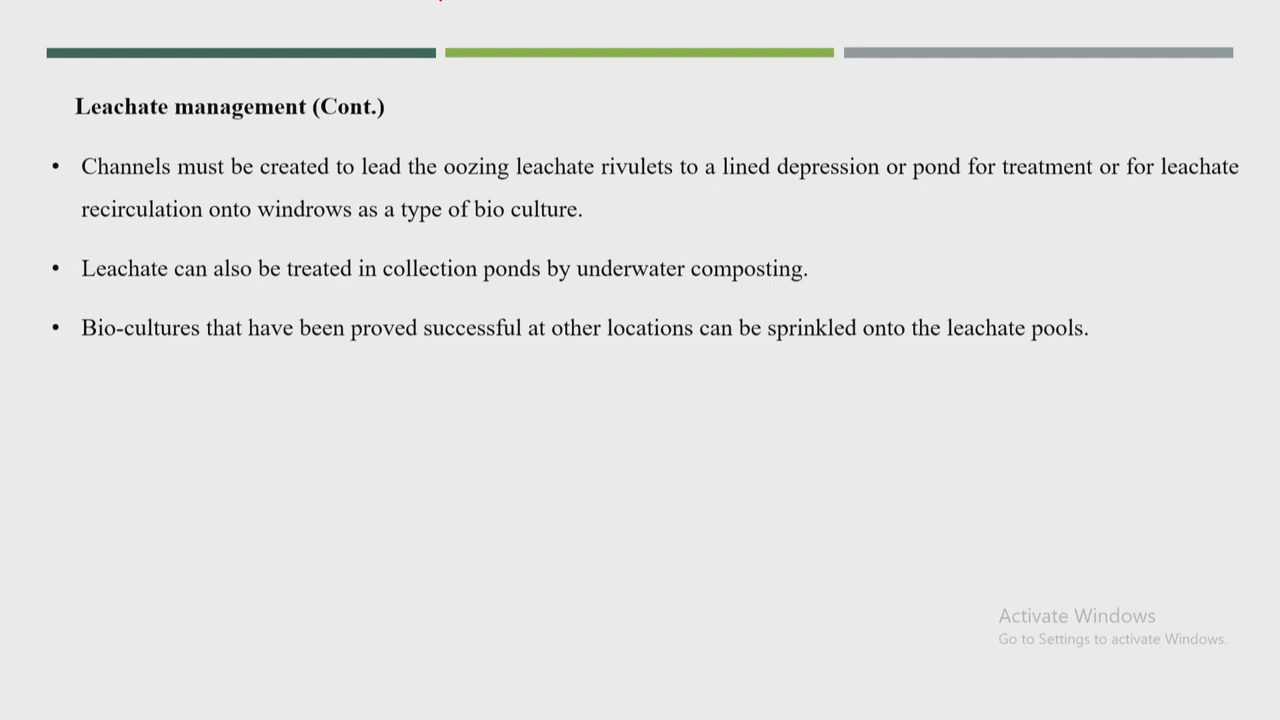 Leachate management (Cont.)
• Channels must be created to lead the oozing leachate rivulets to a lined depression or pond for treatment or for leachate
recirculation onto windrows as a type of bio culture.
• Leachate can also be treated in collection ponds by underwater composting.
• Bio-cultures that have been proved successful at other locations can be sprinkled onto the leachate pools.
Activate Windows
Go to Settings to activate Windows.